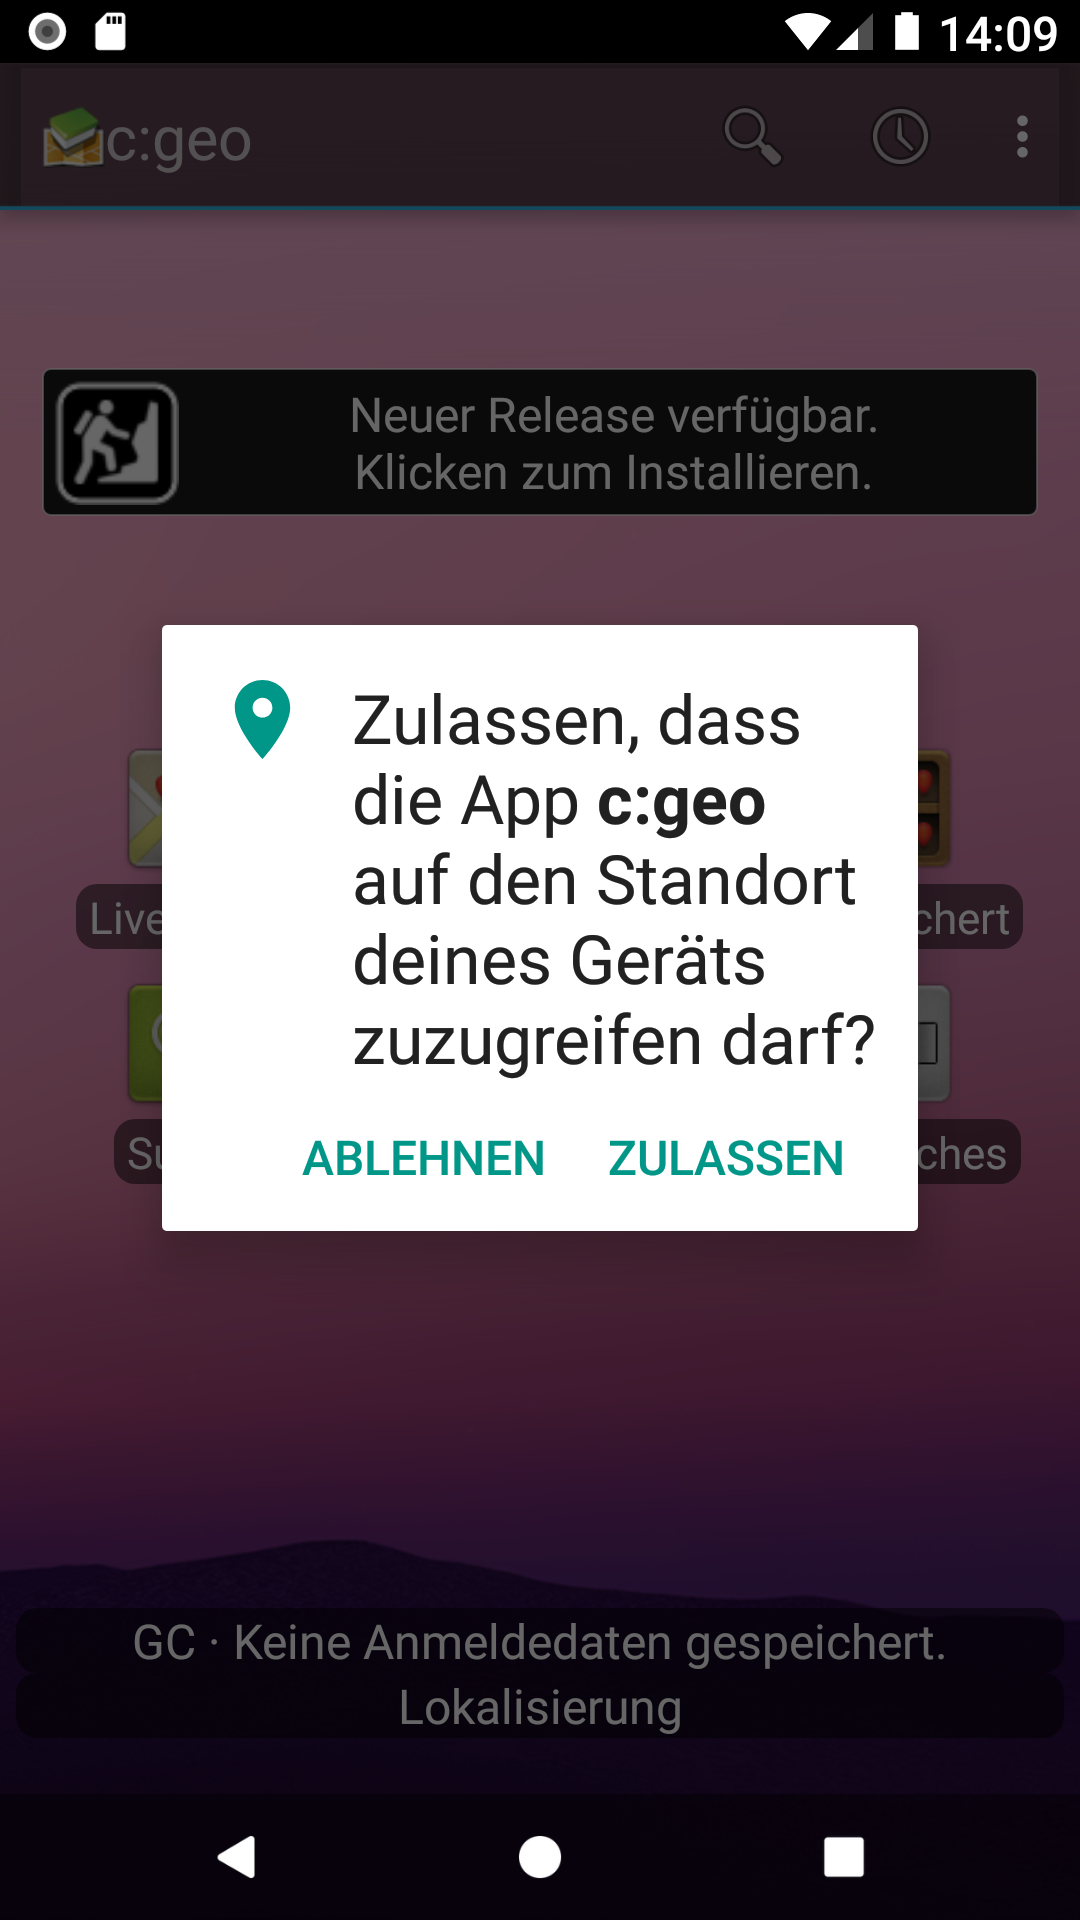 14:09
c:geo
Neuer Release verfügbar.
Klicken zum Installieren.
Zulassen, dass
die App c:geo
auf den Standort
deines Geräts
zuzugreifen darf?
Live
chert
ABLEHNEN ZULASSEN
Su
ches
GC · Keine Anmeldedaten gespeichert.
Lokalisierung